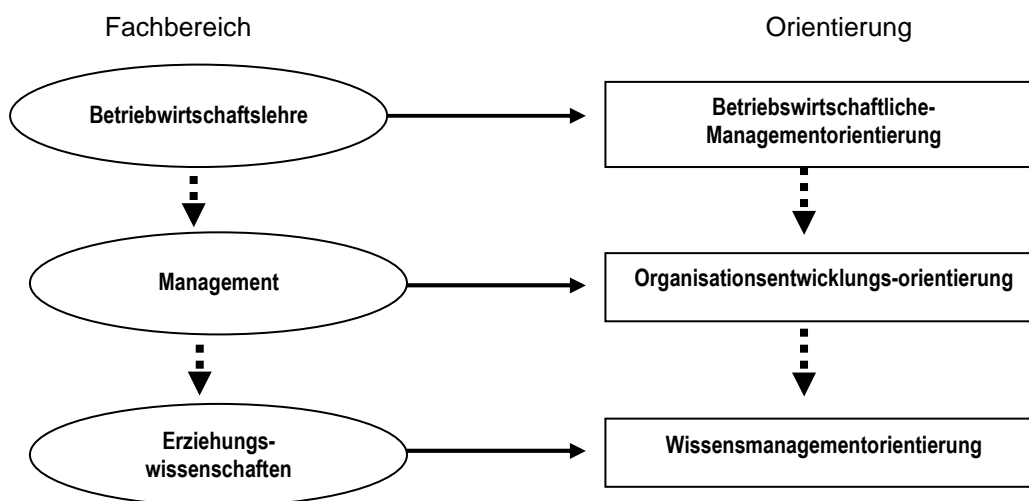 Fachbereich
Orientierung
Betriebwirtschaftslehre
Betriebswirtschaftliche-
Managementorientierung
Management
Organisationsentwicklungs-orientierung
Erziehungs-
wissenschaften
Wissensmanagementorientierung